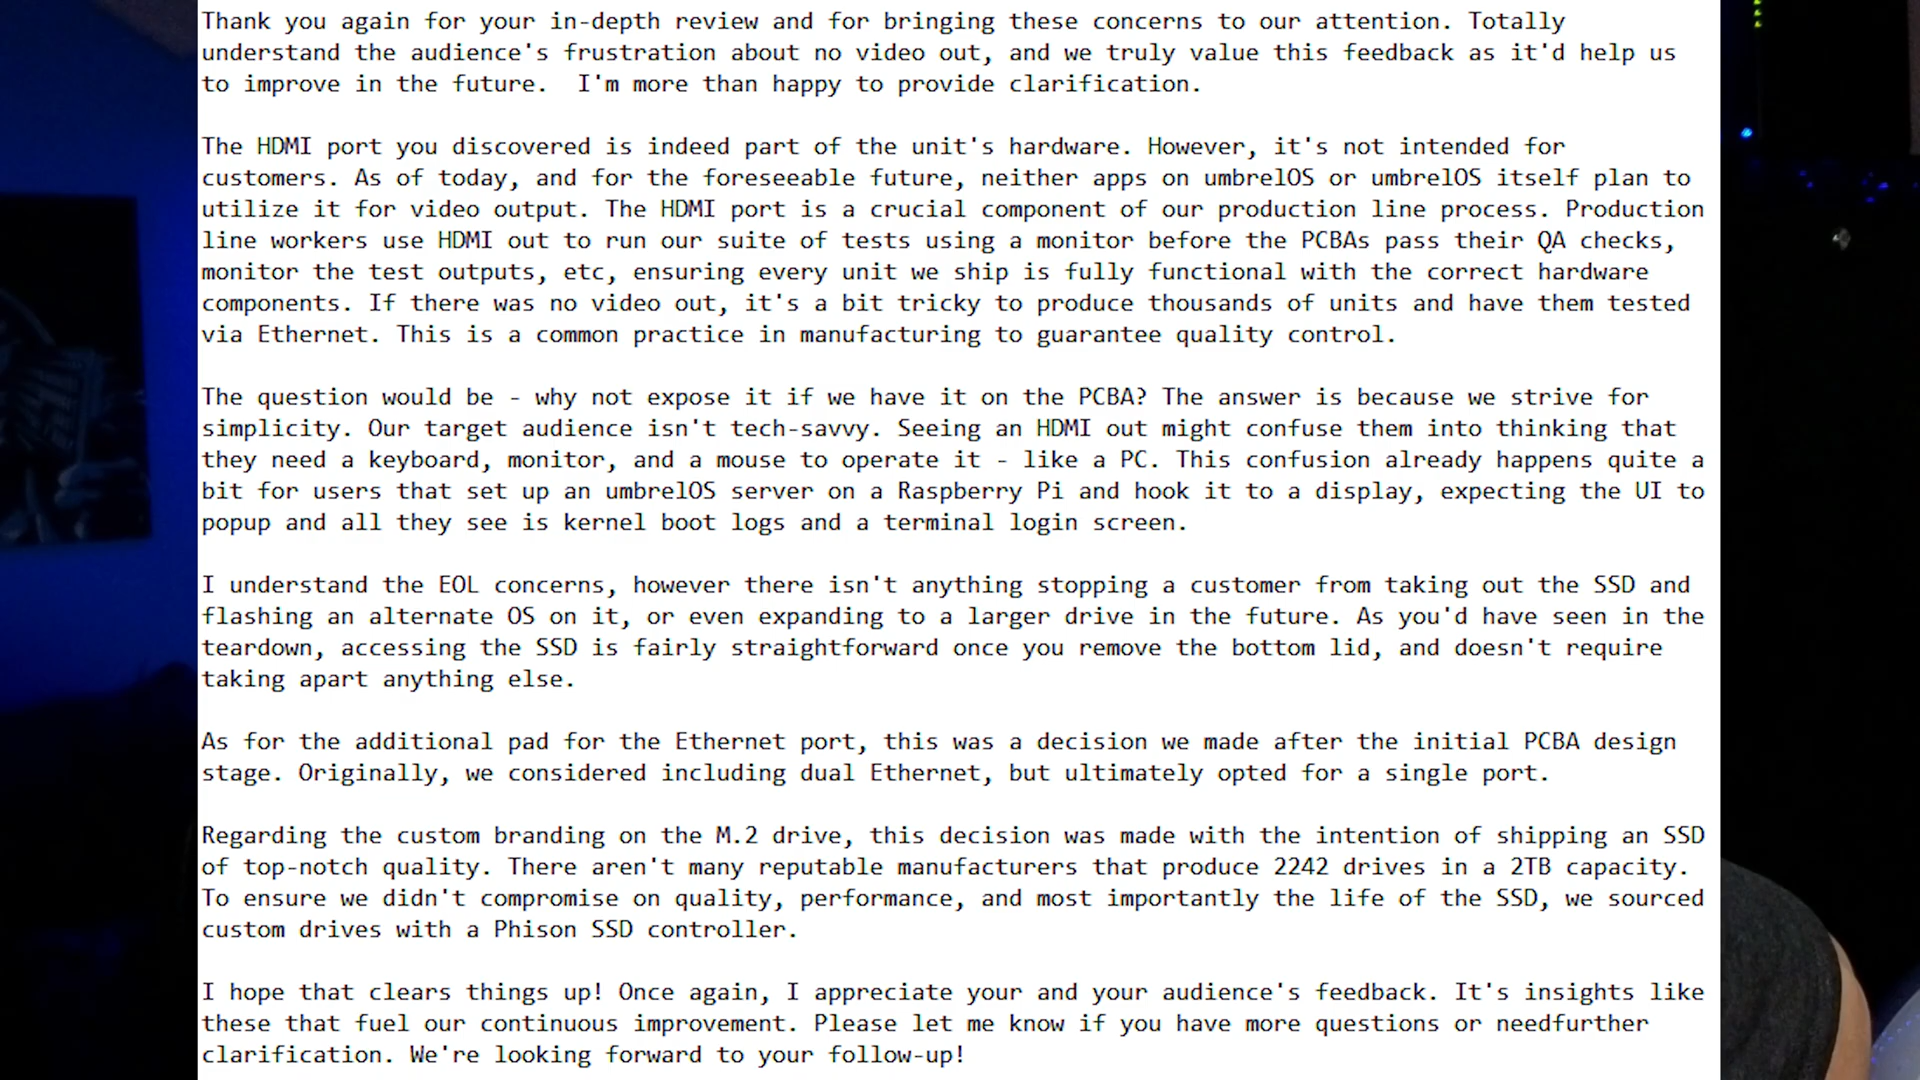 Thank you again for your in-depth review and for bringing these concerns to our attention. Totally
understand the audience's frustration about no video out, and we truly value this feedback as it'd help us
to improve in the future.  I'm more than happy to provide clarification.
The HDMI port you discovered is indeed part of the unit's hardware. However, it's not intended for
customers. As of today, and for the foreseeable future, neither apps on umbrelOS or umbrelOS itself plan to
utilize it for video output. The HDMI port is a crucial component of our production line process. Production
line workers use HDMI out to run our suite of tests using a monitor before the PCBAs pass their QA checks,
monitor the test outputs, etc, ensuring every unit we ship is fully functional with the correct hardware
components. If there was no video out, it's a bit tricky to produce thousands of units and have them tested
via Ethernet. This is a common practice in manufacturing to guarantee quality control.
The question would be - why not expose it if we have it on the PCBA? The answer is because we strive for
simplicity. Our target audience isn't tech-savvy. Seeing an HDMI out might confuse them into thinking that
they need a keyboard, monitor, and a mouse to operate it - like a PC. This confusion already happens quite a
bit for users that set up an umbrelOS server on a Raspberry Pi and hook it to a display, expecting the UI to
popup and all they see is kernel boot logs and a terminal login screen.
I understand the EOL concerns, however there isn't anything stopping a customer from taking out the SSD and
flashing an alternate OS on it, or even expanding to a larger drive in the future. As you'd have seen in the
teardown, accessing the SSD is fairly straightforward once you remove the bottom lid, and doesn't require
taking apart anything else.
As for the additional pad for the Ethernet port, this was a decision we made after the initial PCBA design
stage. Originally, we considered including dual Ethernet, but ultimately opted for a single port.
Regarding the custom branding on the M.2 drive, this decision was made with the intention of shipping an SSD
of top-notch quality. There aren't many reputable manufacturers that produce 2242 drives in a 2TB capacity.
To ensure we didn't compromise on quality, performance, and most importantly the life of the SSD, we sourced
custom drives with a Phison SSD controller.
I hope that clears things up! Once again, I appreciate your and your audience's feedback. It's insights like
these that fuel our continuous improvement. Please let me know if you have more questions or needfurther
clarification. We're looking forward to your follow-up!